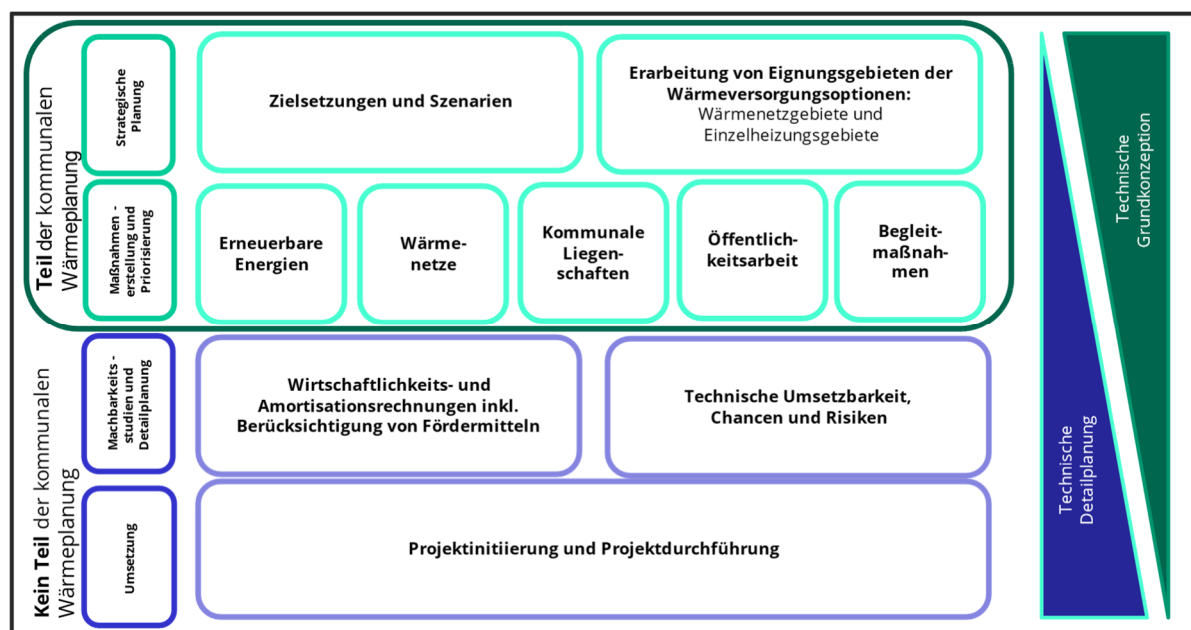 Teil der kommunalen
Wärmeplanung
Strategische
Planung
Zielsetzungen und Szenarien
Erarbeitung von Eignungsgebieten der
Wärmeversorgungsoptionen:
Wärmenetzgebiete und
Einzelheizungsgebiete
Maßnahmen -
erstellung und
Priorisierung
Erneuerbare
Energien
Wärme-
netze
Kommunale
Liegen-
schaften
Öffentlich-
keitsarbeit
Begleit-
maßnah-
men
Kein Teil der kommunalen
Wärmeplanung
Machbarkeits -
studien und
Detailplanung
Wirtschaftlichkeits- und
Amortisationsrechnungen inkl.
Berücksichtigung von Fördermitteln
Technische Umsetzbarkeit,
Chancen und Risiken
Umsetzung
Projektinitiierung und Projektdurchführung
Technische
Grundkonzeption
Technische
Detailplanung